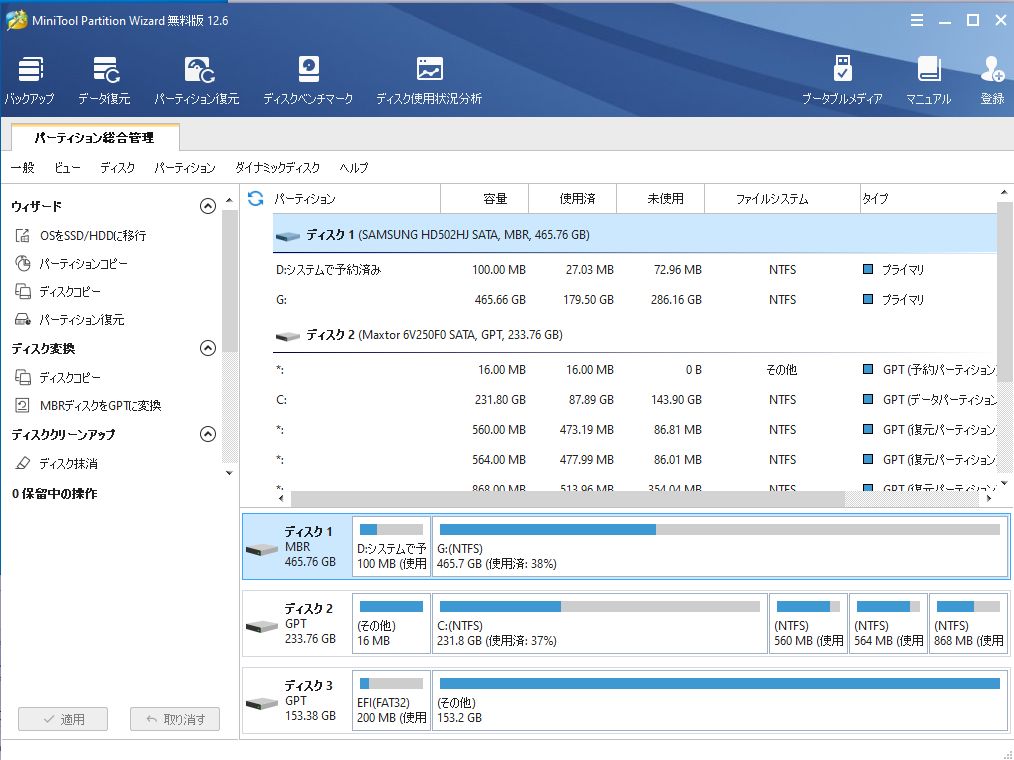 MiniTool Partition Wizard 無料版 12.6
バックアップ データ復元 パーティション復元 ディスクベンチマーク ディスク使用状況分析 ブータブルメディア マニュアル 登録
パーティション総合管理
一般 ビュー ディスク パーティション ダイナミックディスク ヘルプ
ウィザード
OSをSSD/HDDに移行
パーティションコピー
ディスクコピー
パーティション復元
ディスク変換
ディスクコピー
MBRディスクをGPTに変換
ディスククリーンアップ
ディスク抹消
0 保留中の操作
適用 取り消す
パーティション 容量 使用済 未使用 ファイルシステム タイプ
ディスク 1 (SAMSUNG HD502HJ SATA, MBR, 465.76 GB)
D:システムで予約済み 100.00 MB 27.03 MB 72.96 MB NTFS プライマリ
G: 465.66 GB 179.50 GB 286.16 GB NTFS プライマリ
ディスク 2 (Maxtor 6V250F0 SATA, GPT, 233.76 GB)
*: 16.00 MB 16.00 MB 0 B その他 GPT (予約パーティション)
C: 231.80 GB 87.89 GB 143.90 GB NTFS GPT (データパーティション
*: 560.00 MB 473.19 MB 86.81 MB NTFS GPT (復元パーティション)
*: 564.00 MB 477.99 MB 86.01 MB NTFS GPT (復元パーティション)
*: 868.00 MB 513.96 MB 354.04 MB NTFS GPT (復元パーティション)
ディスク 1
MBR
465.76 GB
D:システムで予
100 MB (使用
G:(NTFS)
465.7 GB (使用済: 38%)
ディスク 2
GPT
233.76 GB
(その他)
16 MB
C:(NTFS)
231.8 GB (使用済: 37%)
(NTFS)
560 MB (使用
(NTFS)
564 MB (使用
(NTFS)
868 MB (使用
ディスク 3
GPT
153.38 GB
EFI(FAT32)
200 MB (使用
(その他)
153.2 GB